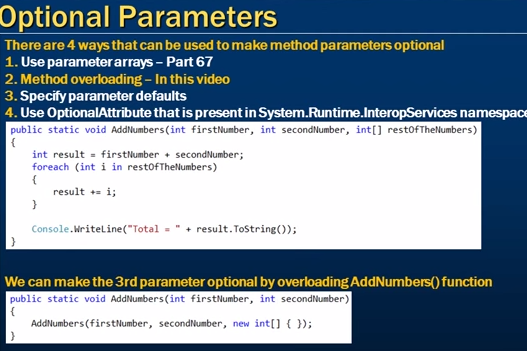 Optional Parameters
There are 4 ways that can be used to make method parameters optional
1. Use parameter arrays – Part 67
2. Method overloading – In this video
3. Specify parameter defaults
4. Use OptionalAttribute that is present in System.Runtime.InteropServices namespace
public static void AddNumbers(int firstNumber, int secondNumber, int[] restOfTheNumbers)
{
int result = firstNumber + secondNumber;
foreach (int i in restOfTheNumbers)
{
result += i;
}
Console.WriteLine("Total = " + result.ToString());
}
We can make the 3rd parameter optional by overloading AddNumbers() function
public static void AddNumbers(int firstNumber, int secondNumber)
{
AddNumbers(firstNumber, secondNumber, new int[] { });
}